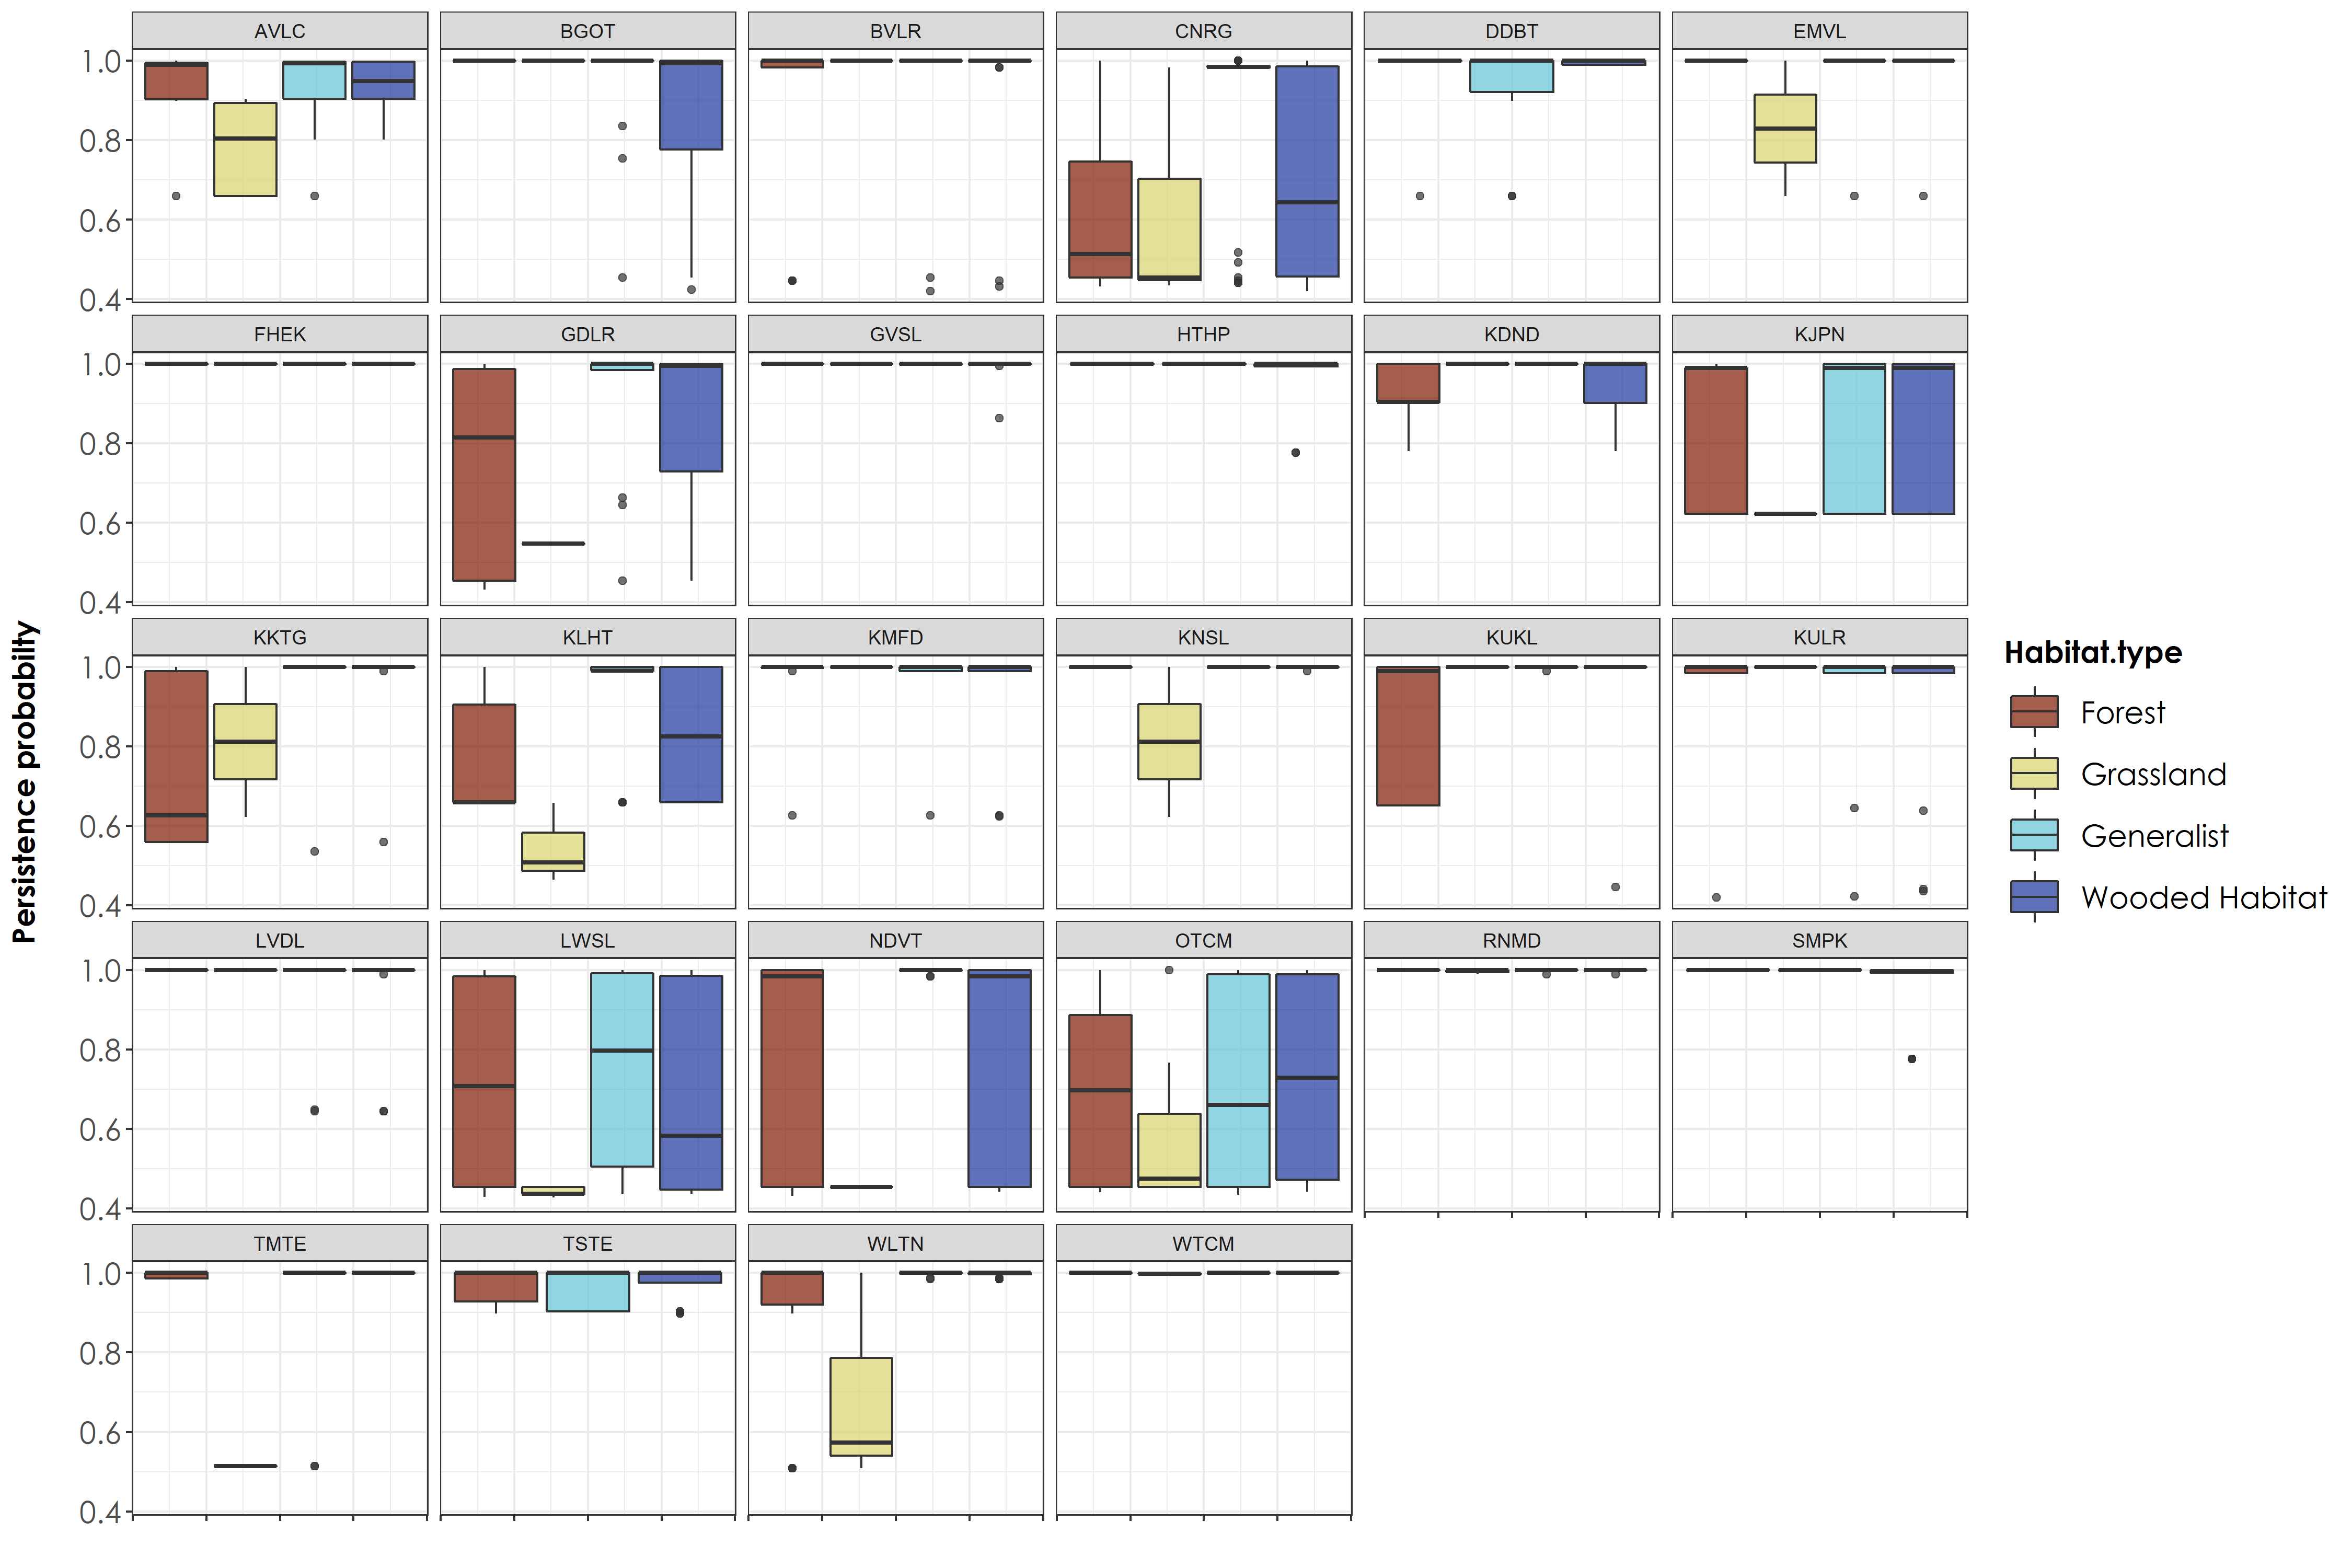 AVLC BGOT BVLR CNRG DDBT EMVL
1.0
0.8
0.6
0.4
FHEK GDLR GVSL HTHP KDND KJPN
1.0
0.8
0.6
0.4
KKTG KLHT KMFD KNSL KUKL KULR
1.0
0.8
0.6
0.4
LVDL LWSL NDVT OTCM RNMD SMPK
1.0
0.8
0.6
0.4
TMTE TSTE WLTN WTCM
1.0
0.8
0.6
0.4
Persistence probabilty
Habitat.type
Forest
Grassland
Generalist
Wooded Habitat